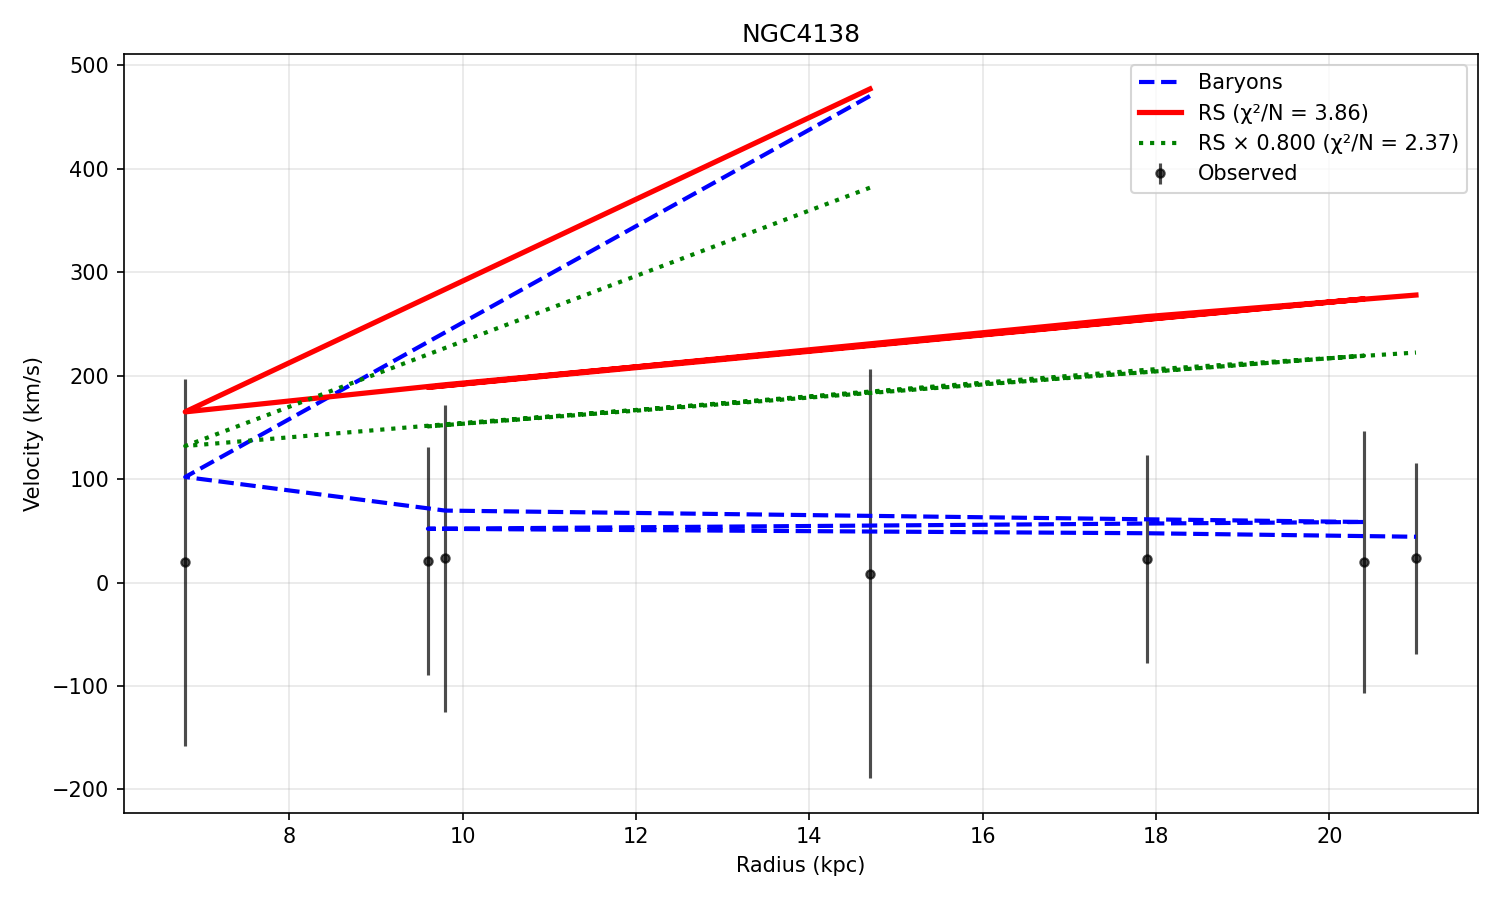 NGC4138
500
400
300
200
100
0
−100
−200
Velocity (km/s)
Baryons
RS (χ²/N = 3.86)
RS × 0.800 (χ²/N = 2.37)
Observed
8
10
12
14
16
18
20
Radius (kpc)